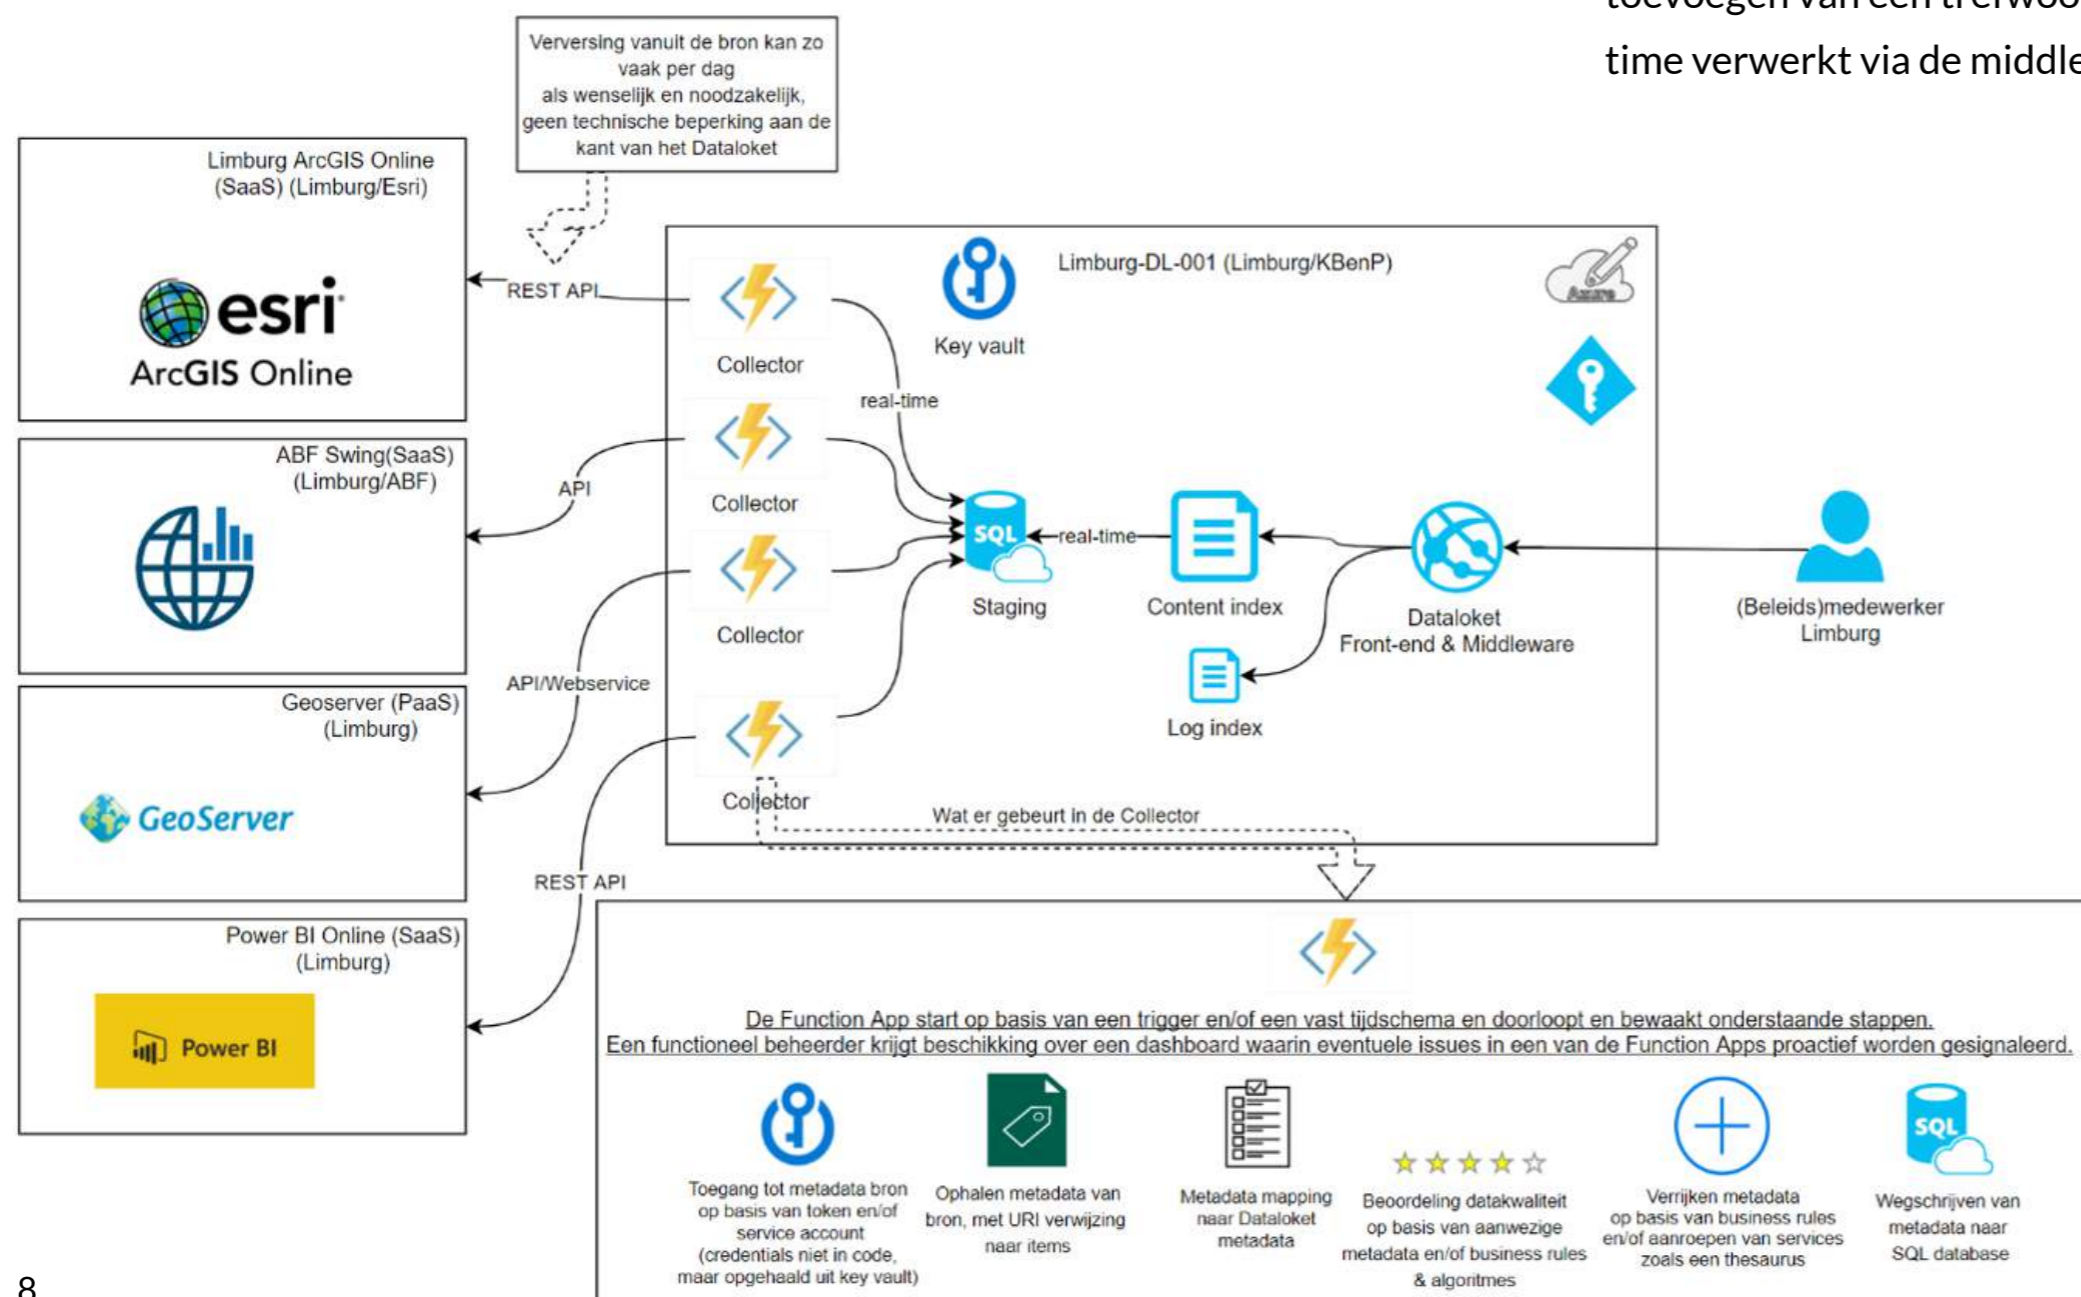 toevoegen van een trefwoo
time verwerkt via de middle
Verversing vanuit de bron kan zo
vaak per dag
als wenselijk en noodzakelijk,
geen technische beperking aan de
kant van het Dataloket
Limburg ArcGIS Online
(SaaS) (Limburg/Esri)
esri
ArcGIS Online
REST API
Collector
Key vault
Limburg-DL-001 (Limburg/KBenP)
Azure
real-time
ABF Swing(SaaS)
(Limburg/ABF)
API
Collector
SQL
Staging
real-time
Content index
Dataloket
Front-end & Middleware
(Beleids)medewerker
Limburg
Collector
API/Webservice
Log index
Geoserver (PaaS)
(Limburg)
GeoServer
Collector
Wat er gebeurt in de Collector
REST API
Power BI Online (SaaS)
(Limburg)
Power BI
De Function App start op basis van een trigger en/of een vast tijdschema en doorloopt en bewaakt onderstaande stappen.
Een functioneel beheerder krijgt beschikking over een dashboard waarin eventuele issues in een van de Function Apps proactief worden gesignaleerd.
Toegang tot metadata bron
op basis van token en/of
service account
(credentials niet in code,
maar opgehaald uit key vault)
Ophalen metadata van
bron, met URI verwijzing
naar items
Metadata mapping
naar Dataloket
metadata
Beoordeling datakwaliteit
op basis van aanwezige
metadata en/of business rules
& algoritmes
Verrijken metadata
op basis van business rules
en/of aanroepen van services
zoals een thesaurus
SQL
Wegschrijven van
metadata naar
SQL database
8